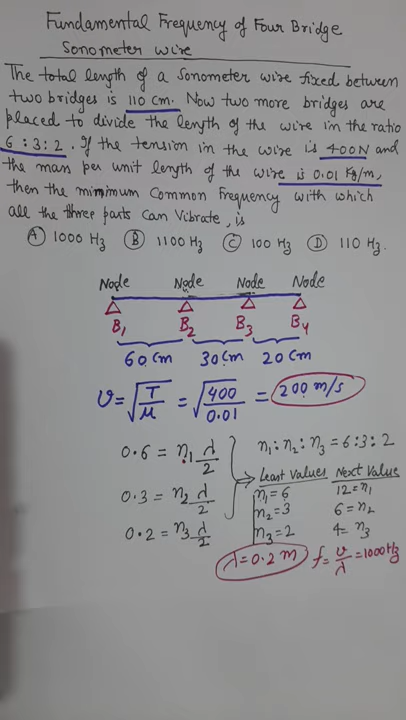 Fundamental Frequency of Four Bridge
Sonometer wire
The total length of a Sonometer wire fixed between
two bridges is 110 cm. Now two more bridges are
placed to divide the length of the wire in the ratio
6 : 3 : 2. If the tension in the wire is 400N and
the mass per unit length of the wire is 0.01 Kg/m,
then the minimum Common Frequency with which
all the three parts Can Vibrate, is
(A) 1000 Hz (B) 1100 Hz (C) 100 Hz (D) 110 Hz.
Node Node Node Node
B₁ B₂ B₃ B₄
60 cm 30 cm 20 cm
v = √(T/μ) = √(400/0.01) = 200 m/s
0.6 = n₁ λ/2
n₁ : n₂ : n₃ = 6 : 3 : 2
Least Values Next Value
n₁ = 6 12 = n₁
0.3 = n₂ λ/2
n₂ = 3 6 = n₂
n₃ = 2 4 = n₃
0.2 = n₃ λ/2
λ = 0.2 m f = v/λ = 1000 Hz